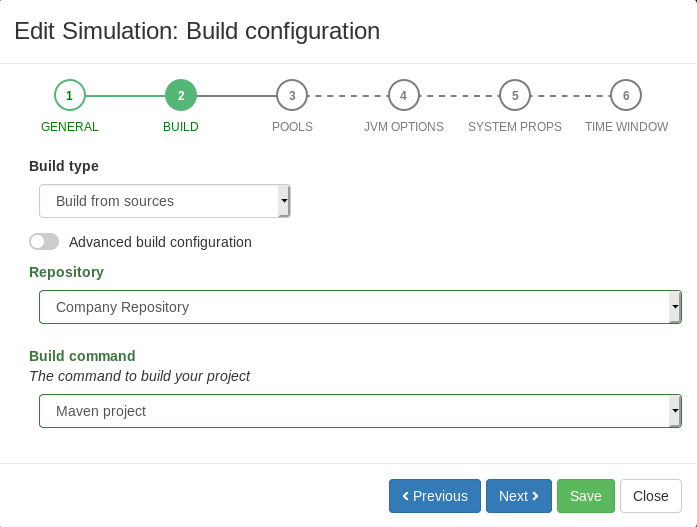 Edit Simulation: Build configuration
1 2 3 4 5 6
GENERAL BUILD POOLS JVM OPTIONS SYSTEM PROPS TIME WINDOW
Build type
Build from sources
Advanced build configuration
Repository
Company Repository
Build command
The command to build your project
Maven project
Previous Next Save Close